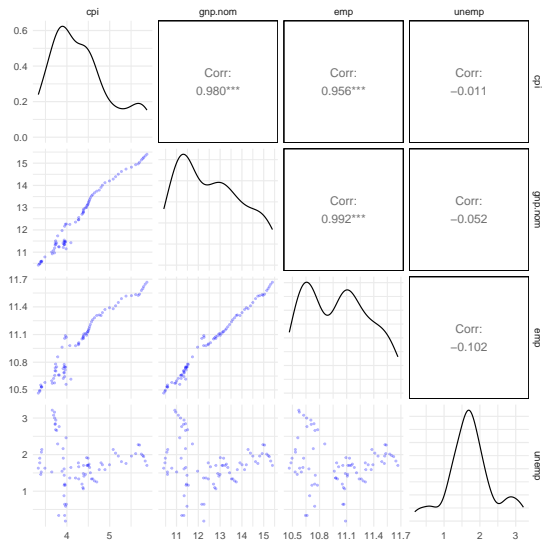 cpi gnp.nom emp unemp
0.6
0.4
0.2
0.0
Corr:
0.980***
Corr:
0.956***
Corr:
−0.011
cpi
15
14
13
12
11
Corr:
0.992***
Corr:
−0.052
gnp.nom
11.7
11.4
11.1
10.8
10.5
Corr:
−0.102
emp
3
2
1
unemp
4 5 11 12 13 14 15 10.5 10.8 11.1 11.4 11.7 1 2 3